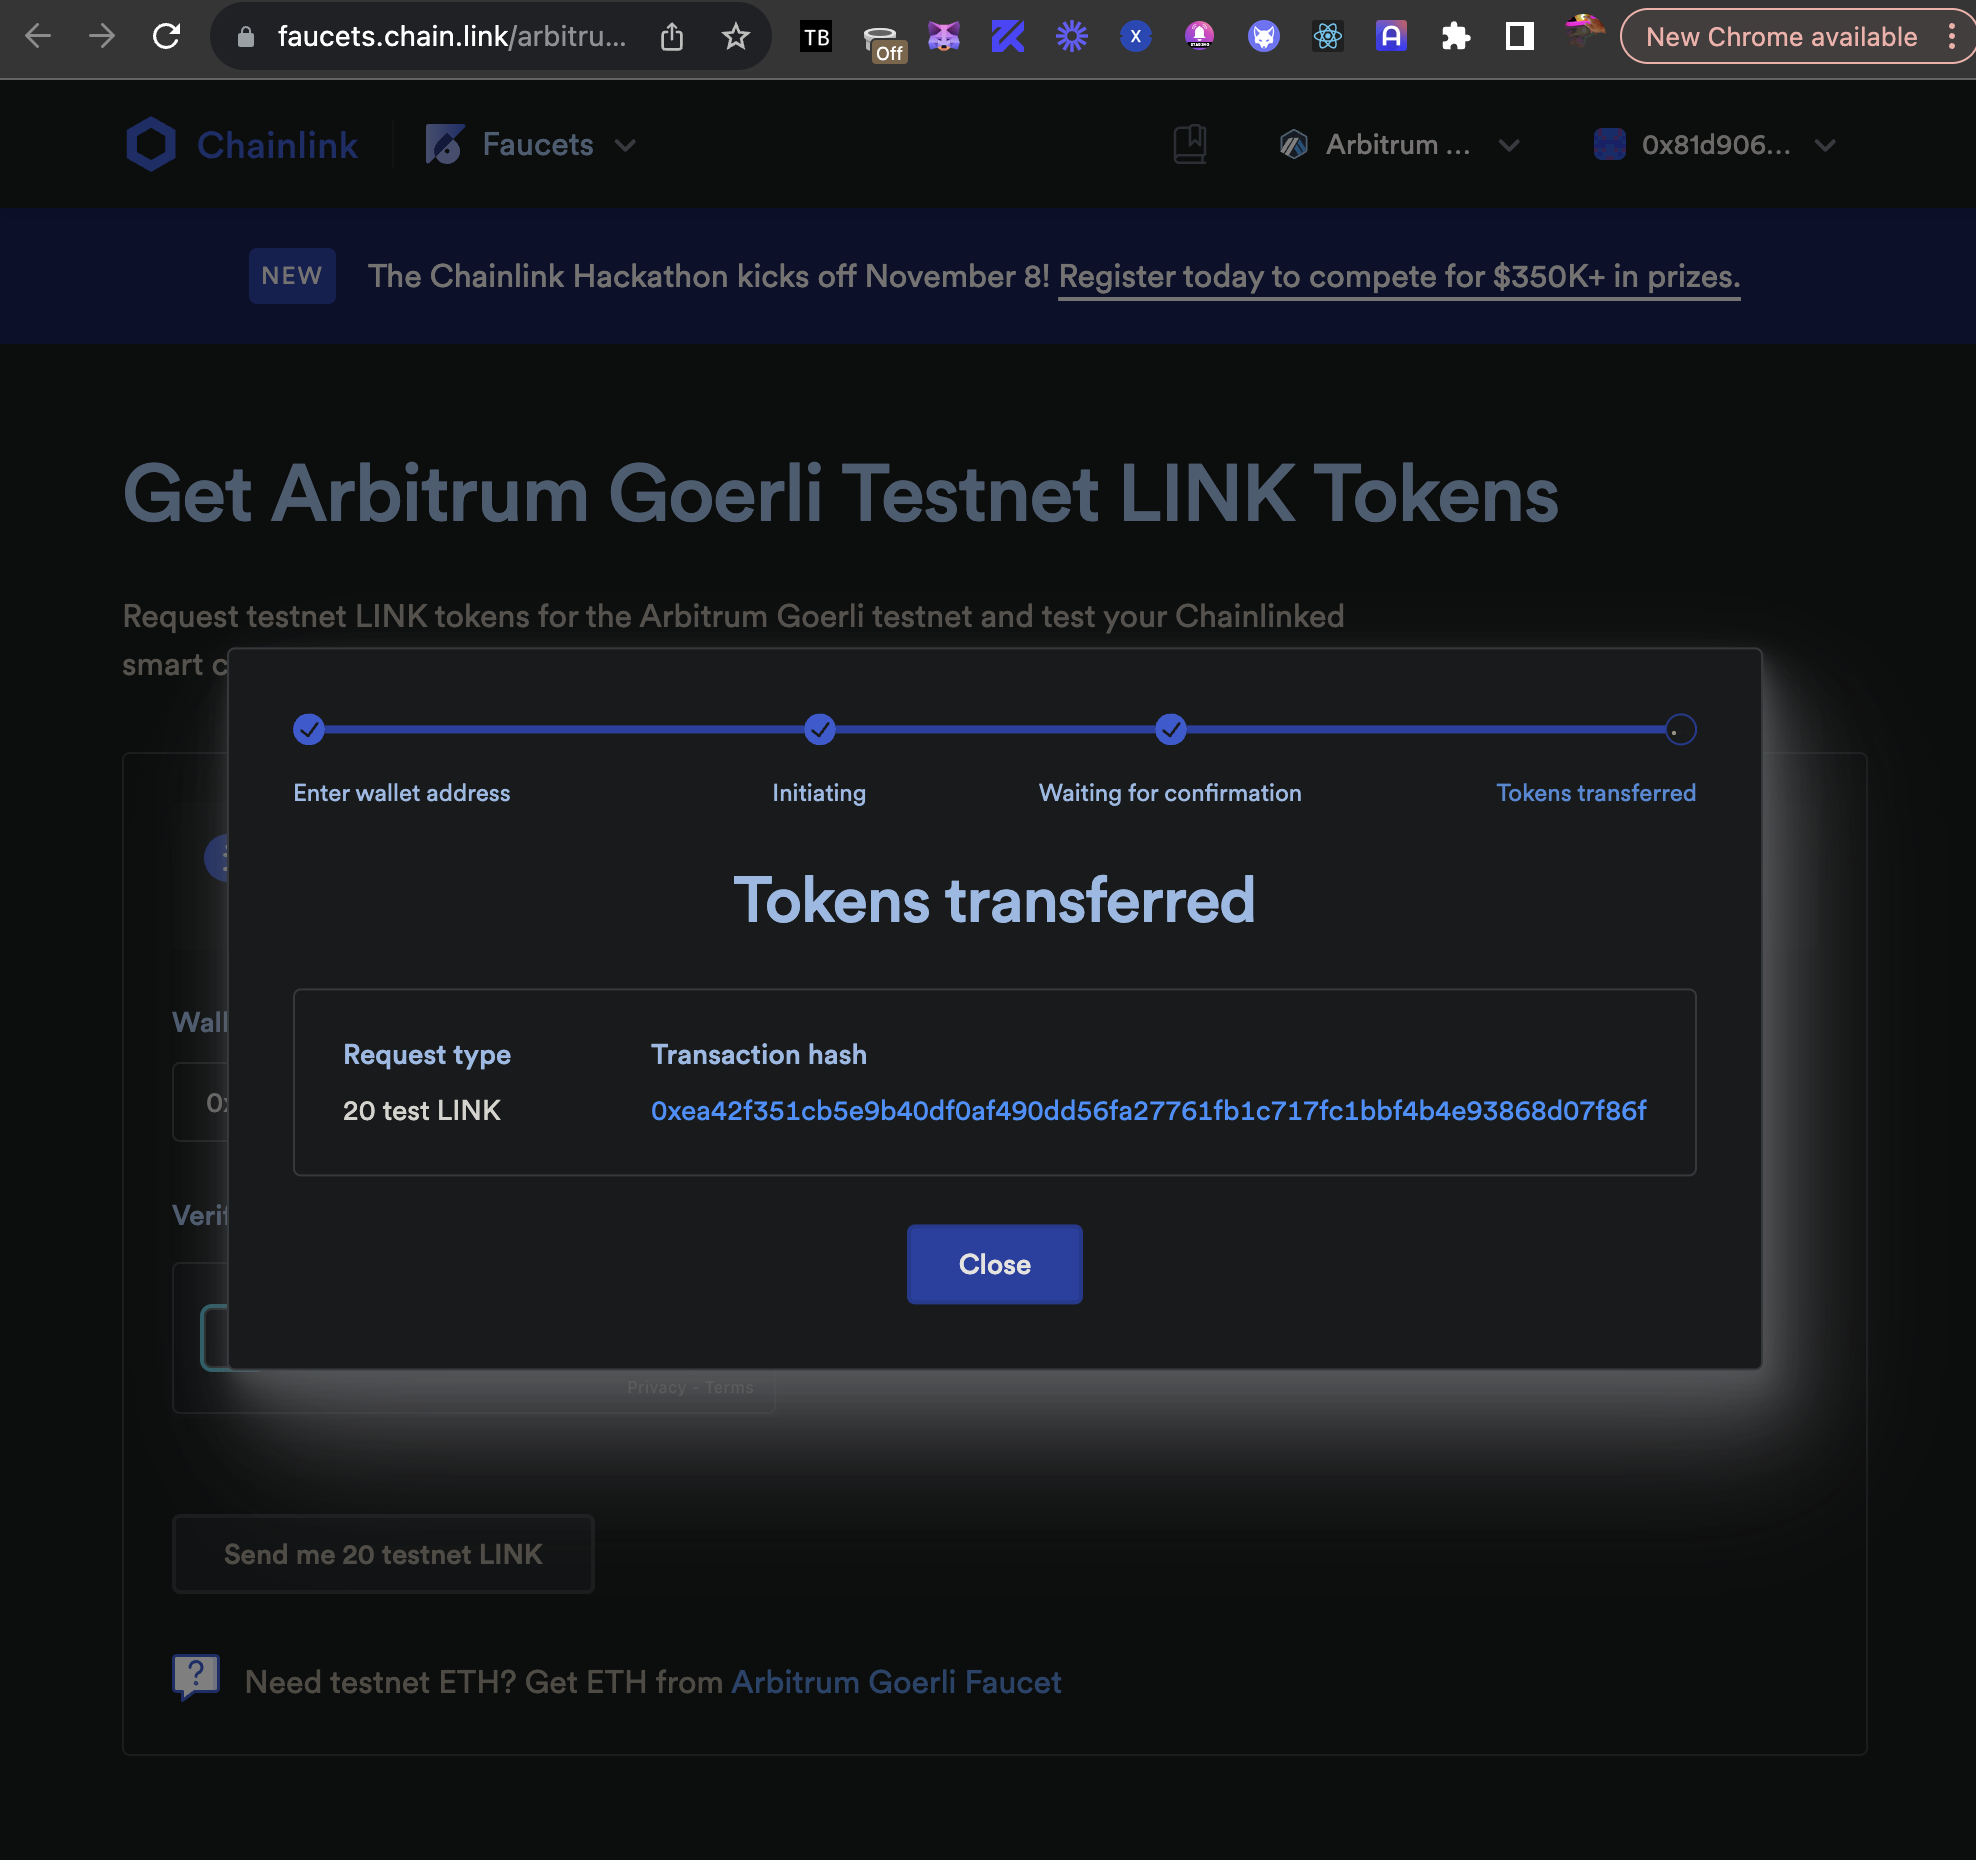 faucets.chain.link/arbitru...
TB
Off
X
A
New Chrome available
Chainlink
Faucets
Arbitrum ...
0x81d906...
NEW
The Chainlink Hackathon kicks off November 8! Register today to compete for $350K+ in prizes.
Get Arbitrum Goerli Testnet LINK Tokens
Request testnet LINK tokens for the Arbitrum Goerli testnet and test your Chainlinked
smart c
Enter wallet address
Initiating
Waiting for confirmation
Tokens transferred
Tokens transferred
Request type
Transaction hash
20 test LINK
0xea42f351cb5e9b40df0af490dd56fa27761fb1c717fc1bbf4b4e93868d07f86f
Wall
0x
Verif
Close
Privacy - Terms
Send me 20 testnet LINK
?
Need testnet ETH? Get ETH from Arbitrum Goerli Faucet